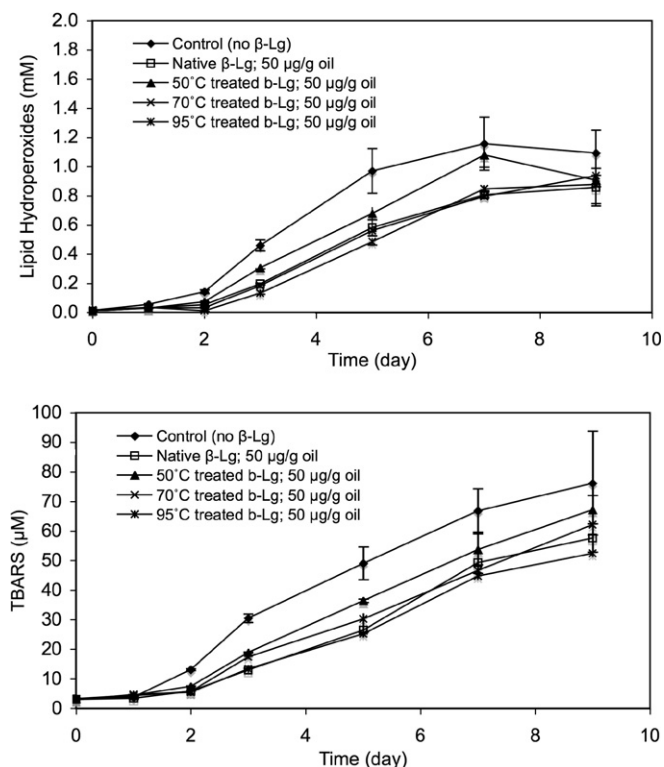 2.0
1.8
1.6
1.4
1.2
1.0
0.8
0.6
0.4
0.2
0.0
Lipid Hydroperoxides (mM)
Control (no β-Lg)
Native β-Lg; 50 µg/g oil
50˚C treated b-Lg; 50 µg/g oil
70˚C treated b-Lg; 50 µg/g oil
95˚C treated b-Lg; 50 µg/g oil
0 2 4 6 8 10
Time (day)
100
90
80
70
60
50
40
30
20
10
0
TBARS (µM)
Control (no β-Lg)
Native β-Lg; 50 µg/g oil
50˚C treated b-Lg; 50 µg/g oil
70˚C treated b-Lg; 50 µg/g oil
95˚C treated b-Lg; 50 µg/g oil
0 2 4 6 8 10
Time (day)